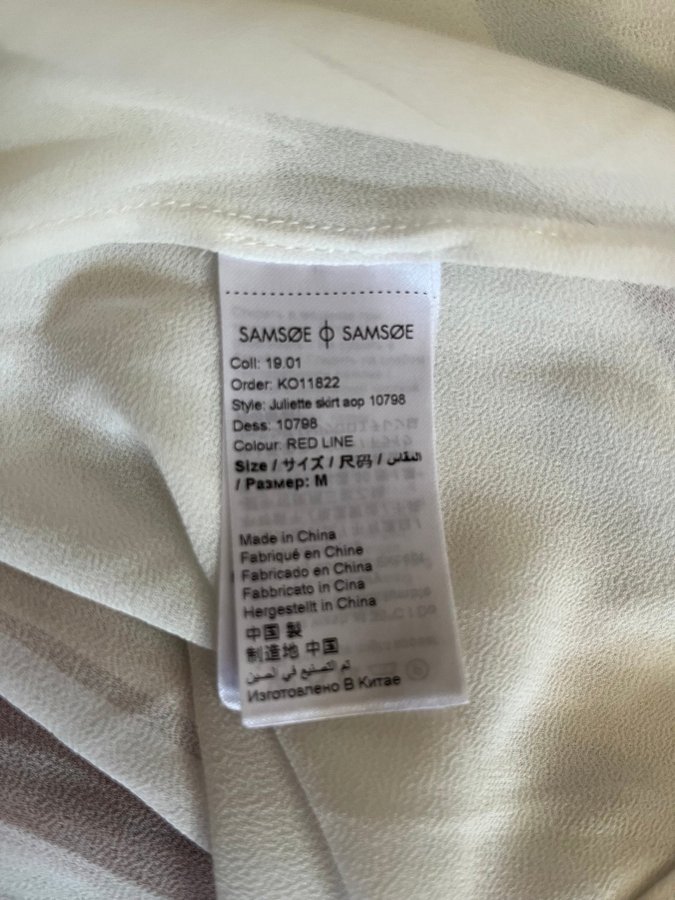 SAMSØE ϕ SAMSØE
Coll: 19.01
Order: KO11822
Style: Juliette skirt aop 10798
Dess: 10798
Colour: RED LINE
Size / サイズ / 尺码 / المقاس
/ Размер: M
Made in China
Fabriqué en Chine
Fabricado en China
Fabbricato in Cina
Hergestellt in China
中国 製
制造地 中国
تم التصنيع في الصين
Изготовлено В Китае